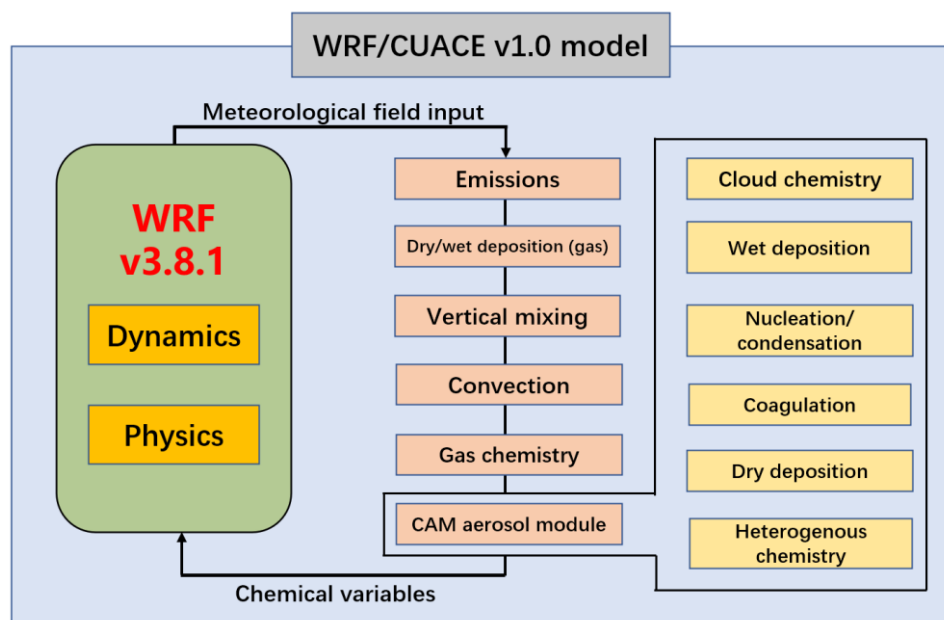 WRF/CUACE v1.0 model
Meteorological field input
WRF
v3.8.1
Dynamics
Physics
Emissions
Dry/wet deposition (gas)
Vertical mixing
Convection
Gas chemistry
CAM aerosol module
Cloud chemistry
Wet deposition
Nucleation/
condensation
Coagulation
Dry deposition
Heterogenous
chemistry
Chemical variables